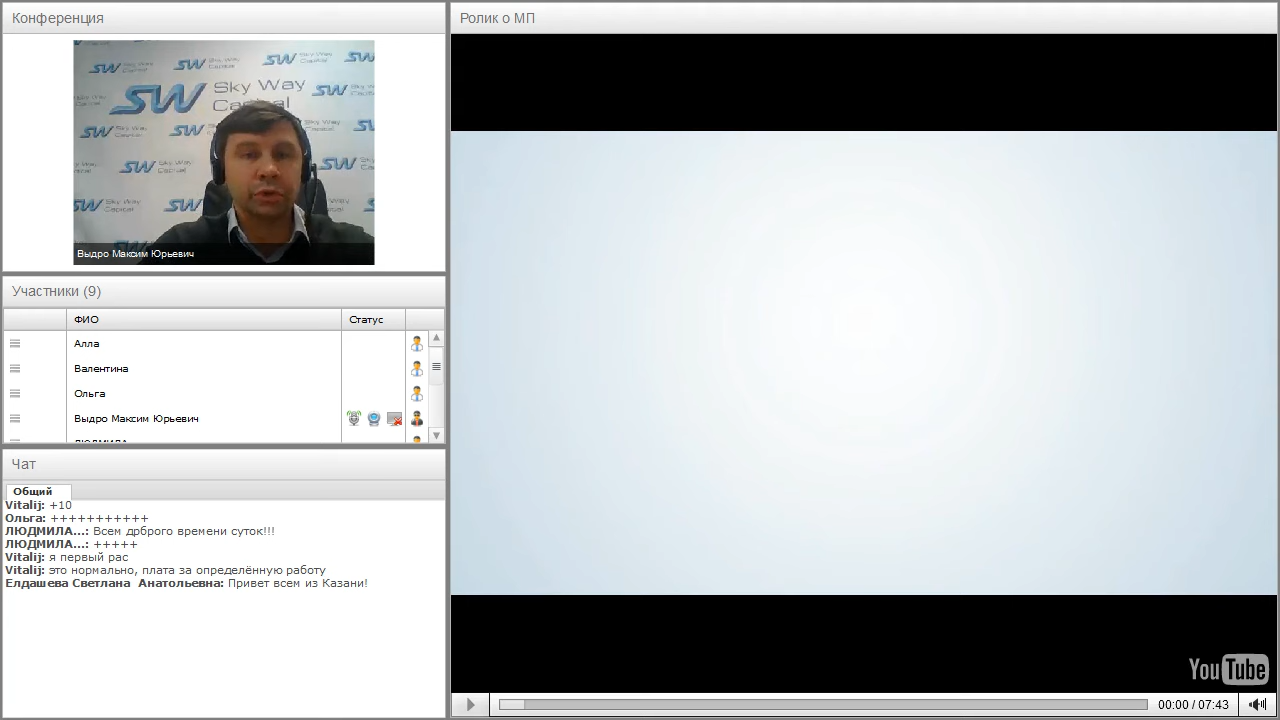 Конференция
SW Sky Way Capital
Выдро Максим Юрьевич
Участники (9)
ФИО Статус
Алла
Валентина
Ольга
Выдро Максим Юрьевич
ЛЮДМИЛА
Чат
Общий
Vitalij: +10
Ольга: +++++++++++
ЛЮДМИЛА...: Всем дрброго времени суток!!!
ЛЮДМИЛА...: +++++
Vitalij: я первый рас
Vitalij: это нормально, плата за определённую работу
Елдашева Светлана Анатольевна: Привет всем из Казани!
Ролик о МП
YouTube
00:00 / 07:43